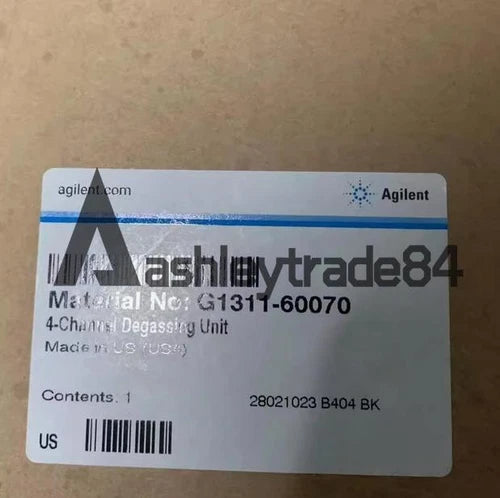 agilent.com
Agilent
ashleytrade84
Material No: G1311-60070
4-Channel Degassing Unit
Made in US (USA)
Contents: 1
28021023 B404 BK
US